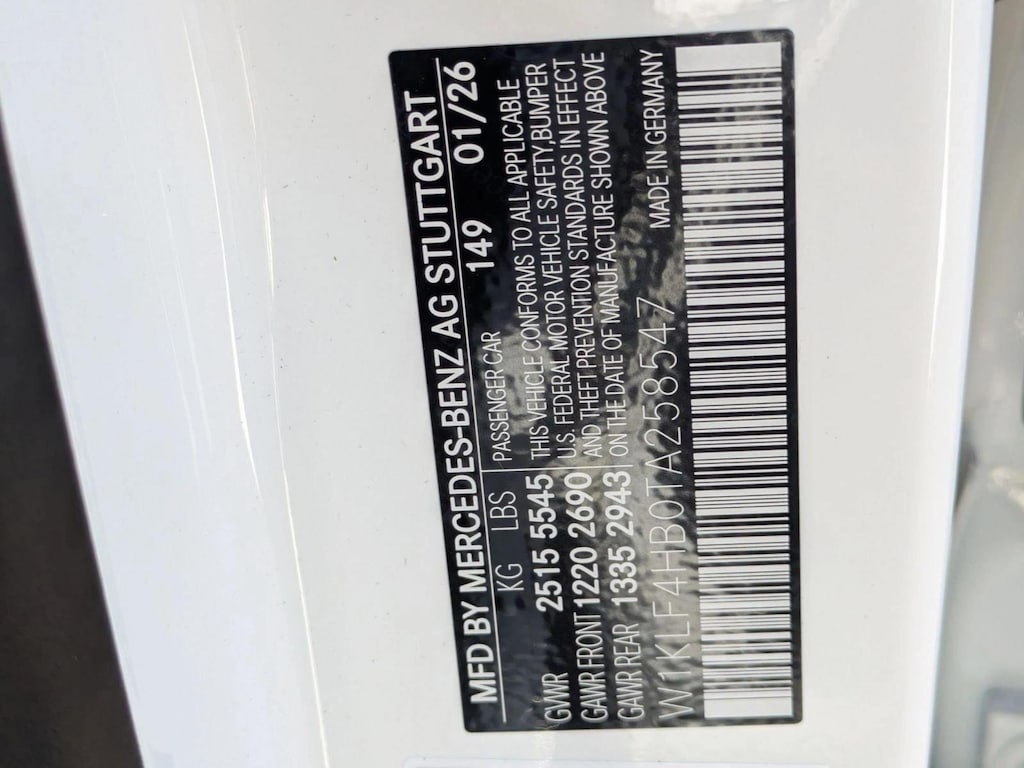 MFD BY MERCEDES-BENZ AG STUTTGART
149 01/26
KG LBS PASSENGER CAR
GVWR 2515 5545 THIS VEHICLE CONFORMS TO ALL APPLICABLE
U.S. FEDERAL MOTOR VEHICLE SAFETY,BUMPER
GAWR FRONT 1220 2690 AND THEFT PREVENTION STANDARDS IN EFFECT
GAWR REAR 1335 2943 ON THE DATE OF MANUFACTURE SHOWN ABOVE
W1KLF4HB0TA258547 MADE IN GERMANY